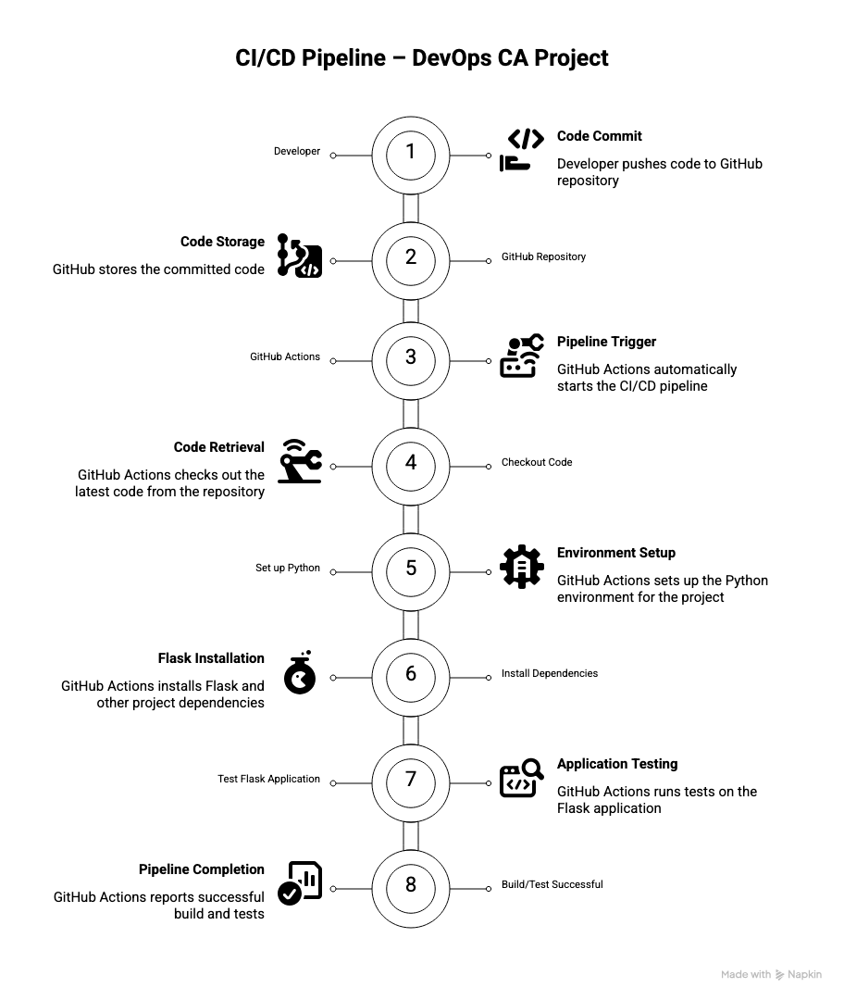 CI/CD Pipeline – DevOps CA Project
Developer
1
Code Commit
Developer pushes code to GitHub
repository
Code Storage
GitHub stores the committed code
2
GitHub Repository
GitHub Actions
3
Pipeline Trigger
GitHub Actions automatically
starts the CI/CD pipeline
Code Retrieval
GitHub Actions checks out the
latest code from the repository
4
Checkout Code
Set up Python
5
Environment Setup
GitHub Actions sets up the Python
environment for the project
Flask Installation
GitHub Actions installs Flask and
other project dependencies
6
Install Dependencies
Test Flask Application
7
Application Testing
GitHub Actions runs tests on the
Flask application
Pipeline Completion
GitHub Actions reports successful
build and tests
8
Build/Test Successful
Made with Napkin